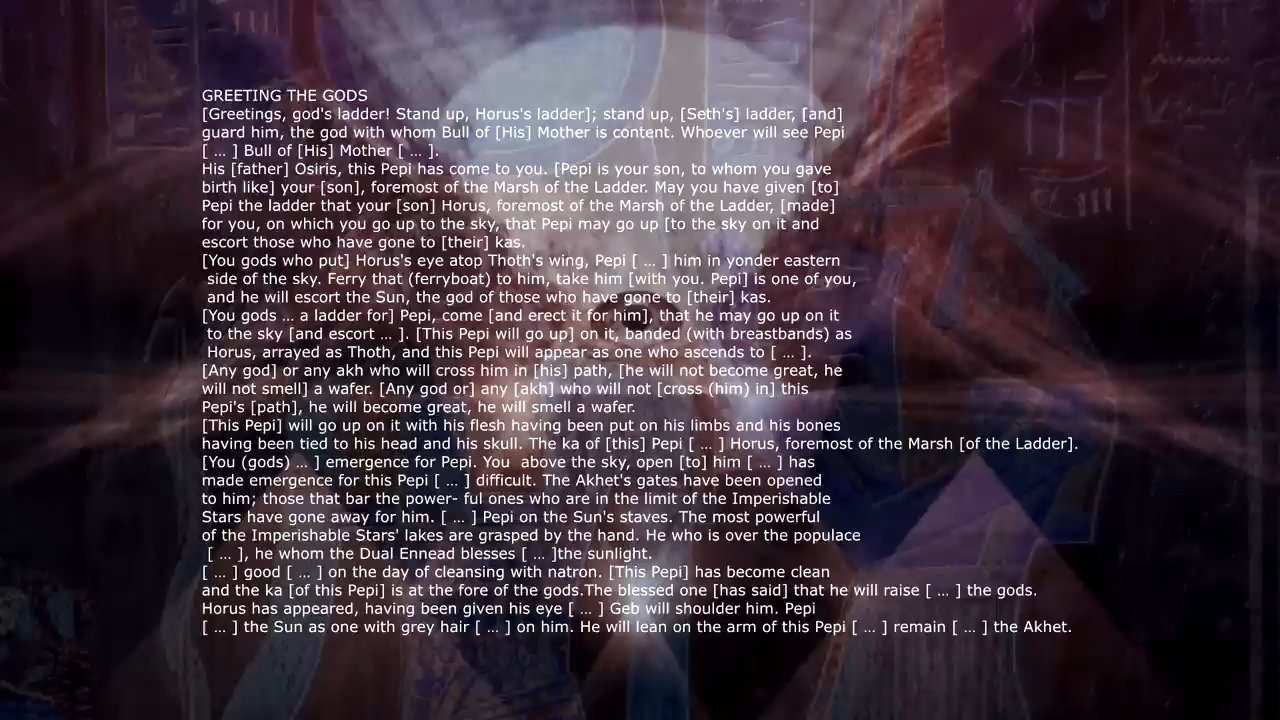 GREETING THE GODS
[Greetings, god's ladder! Stand up, Horus's ladder]; stand up, [Seth's] ladder, [and]
guard him, the god with whom Bull of [His] Mother is content. Whoever will see Pepi
[ ... ] Bull of [His] Mother [ ... ].
His [father] Osiris, this Pepi has come to you. [Pepi is your son, to whom you gave
birth like] your [son], foremost of the Marsh of the Ladder. May you have given [to]
Pepi the ladder that your [son] Horus, foremost of the Marsh of the Ladder, [made]
for you, on which you go up to the sky, that Pepi may go up [to the sky on it and
escort those who have gone to [their] kas.
[You gods who put] Horus's eye atop Thoth's wing, Pepi [ ... ] him in yonder eastern
side of the sky. Ferry that (ferryboat) to him, take him [with you. Pepi] is one of you,
and he will escort the Sun, the god of those who have gone to [their] kas.
[You gods ... a ladder for] Pepi, come [and erect it for him], that he may go up on it
to the sky [and escort ... ]. [This Pepi will go up] on it, banded (with breastbands) as
Horus, arrayed as Thoth, and this Pepi will appear as one who ascends to [ ... ].
[Any god] or any akh who will cross him in [his] path, [he will not become great, he
will not smell] a wafer. [Any god or] any [akh] who will not [cross (him) in] this
Pepi's [path], he will become great, he will smell a wafer.
[This Pepi] will go up on it with his flesh having been put on his limbs and his bones
having been tied to his head and his skull. The ka of [this] Pepi [ ... ] Horus, foremost of the Marsh [of the Ladder].
[You (gods) ... ] emergence for Pepi. You  above the sky, open [to] him [ ... ] has
made emergence for this Pepi [ ... ] difficult. The Akhet's gates have been opened
to him; those that bar the power- ful ones who are in the limit of the Imperishable
Stars have gone away for him. [ ... ] Pepi on the Sun's staves. The most powerful
of the Imperishable Stars' lakes are grasped by the hand. He who is over the populace
[ ... ], he whom the Dual Ennead blesses [ ... ]the sunlight.
[ ... ] good [ ... ] on the day of cleansing with natron. [This Pepi] has become clean
and the ka [of this Pepi] is at the fore of the gods.The blessed one [has said] that he will raise [ ... ] the gods.
Horus has appeared, having been given his eye [ ... ] Geb will shoulder him. Pepi
[ ... ] the Sun as one with grey hair [ ... ] on him. He will lean on the arm of this Pepi [ ... ] remain [ ... ] the Akhet.